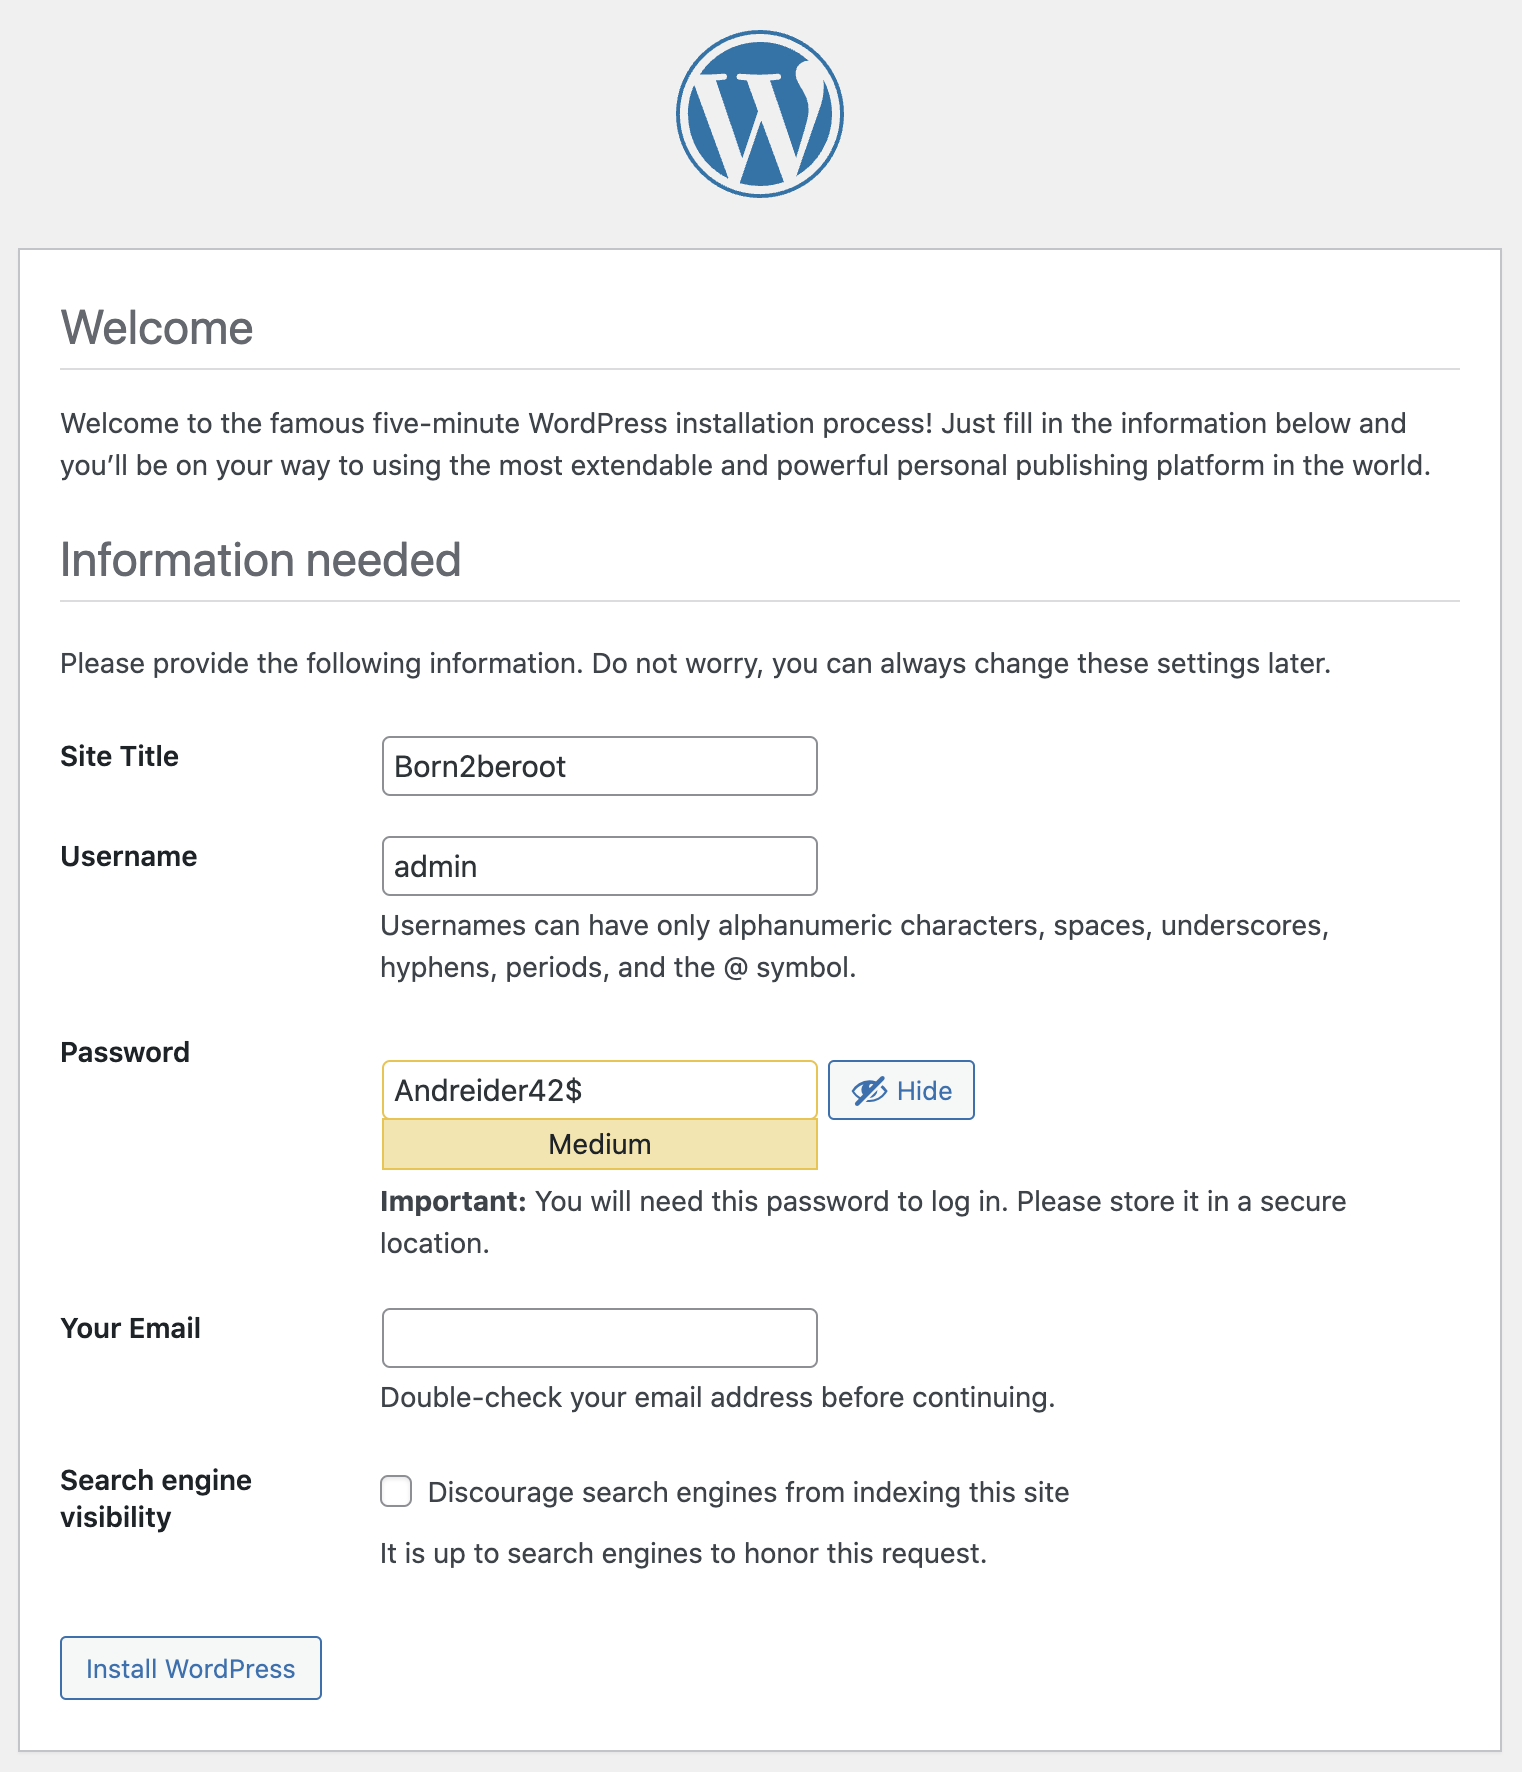 Welcome
Welcome to the famous five-minute WordPress installation process! Just fill in the information below and
you’ll be on your way to using the most extendable and powerful personal publishing platform in the world.
Information needed
Please provide the following information. Do not worry, you can always change these settings later.
Site Title
Born2beroot
Username
admin
Usernames can have only alphanumeric characters, spaces, underscores,
hyphens, periods, and the @ symbol.
Password
Andreider42$
Hide
Medium
Important: You will need this password to log in. Please store it in a secure
location.
Your Email
Double-check your email address before continuing.
Search engine
visibility
Discourage search engines from indexing this site
It is up to search engines to honor this request.
Install WordPress